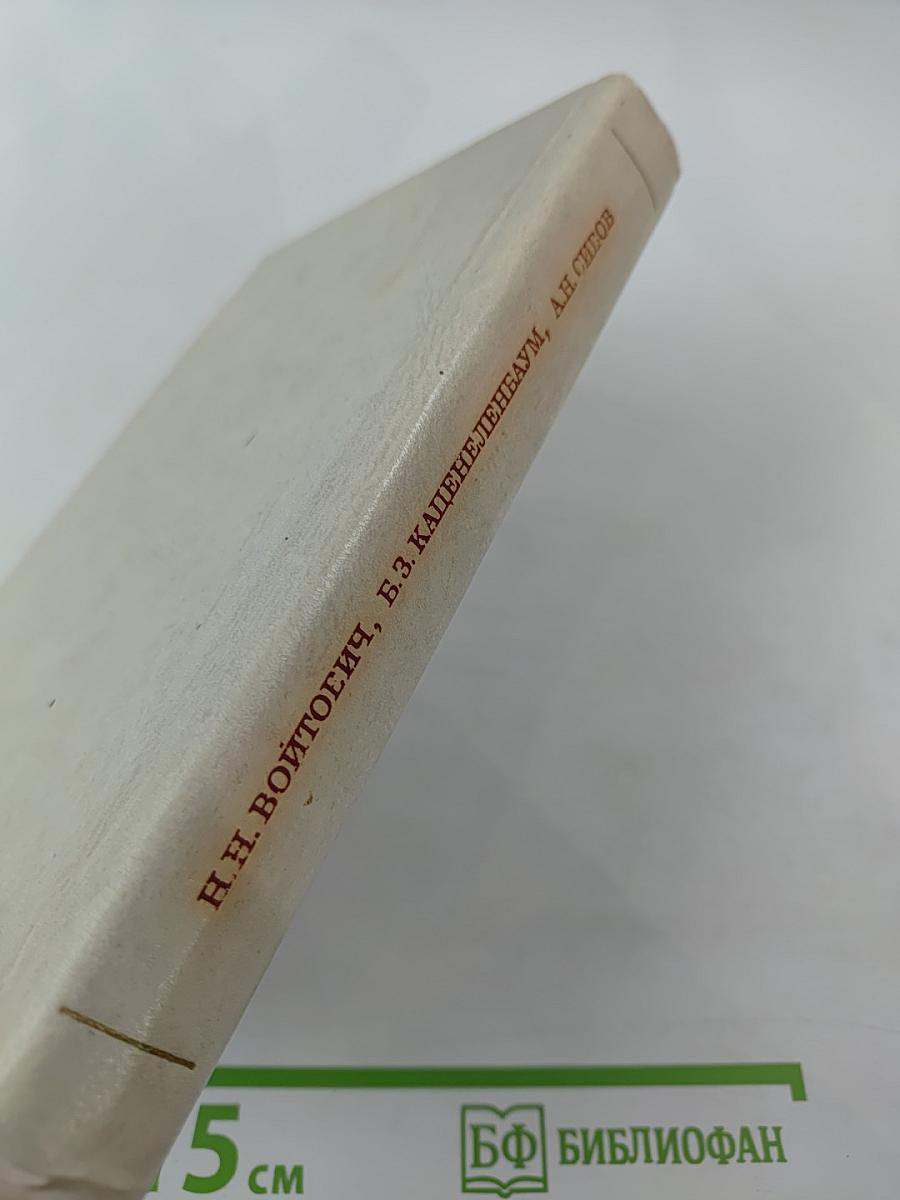 Н.Н. ВОЙТОВИЧ, Б.З. КАЦЕНЕЛЕНБАУМ, А.Н. СИВОВ
5 см
БФ БИБЛИОФАН